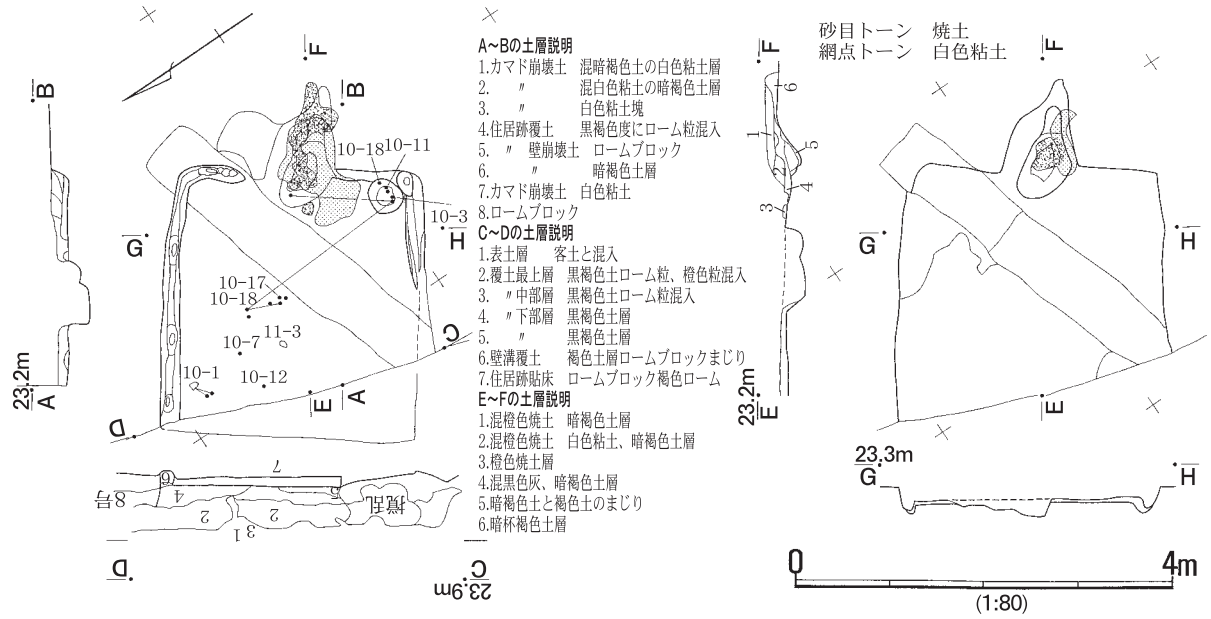 A～Bの土層説明
1.カマド崩壊土　混暗褐色土の白色粘土層
2.　〃　混白色粘土の暗褐色土層
3.　〃　白色粘土塊
4.住居跡覆土　黒褐色度にローム粒混入
5.　〃　壁崩壊土　ロームブロック
6.　〃　暗褐色土層
7.カマド崩壊土　白色粘土
8.ロームブロック
C～Dの土層説明
1.表土層　客土と混入
2.覆土最上層　黒褐色土ローム粒、橙色粒混入
3.　〃中部層　黒褐色土ローム粒混入
4.　〃下部層　黒褐色土層
5.　〃　黒褐色土層
6.壁溝覆土　褐色土層ロームブロックまじり
7.住居跡貼床　ロームブロック褐色ローム
E～Fの土層説明
1.混橙色焼土　暗褐色土層
2.混橙色焼土　白色粘土、暗褐色土層
3.橙色焼土層
4.混黒色灰、暗褐色土層
5.暗褐色土と褐色土のまじり
6.暗杯褐色土層
砂目トーン　焼土
網点トーン　白色粘土
B
23.2m
A
F
B
10-18
10-11
10-3
G
H
10-17
10-18
10-7
11-3
10-1
10-12
C
E
A
D
7
8号
4
2
2
3 1
攪乱
D
C
23.9m
F
6
1
5
2
4
3
23.2m
E
F
G
H
E
23.3m
G
H
0
4m
(1:80)